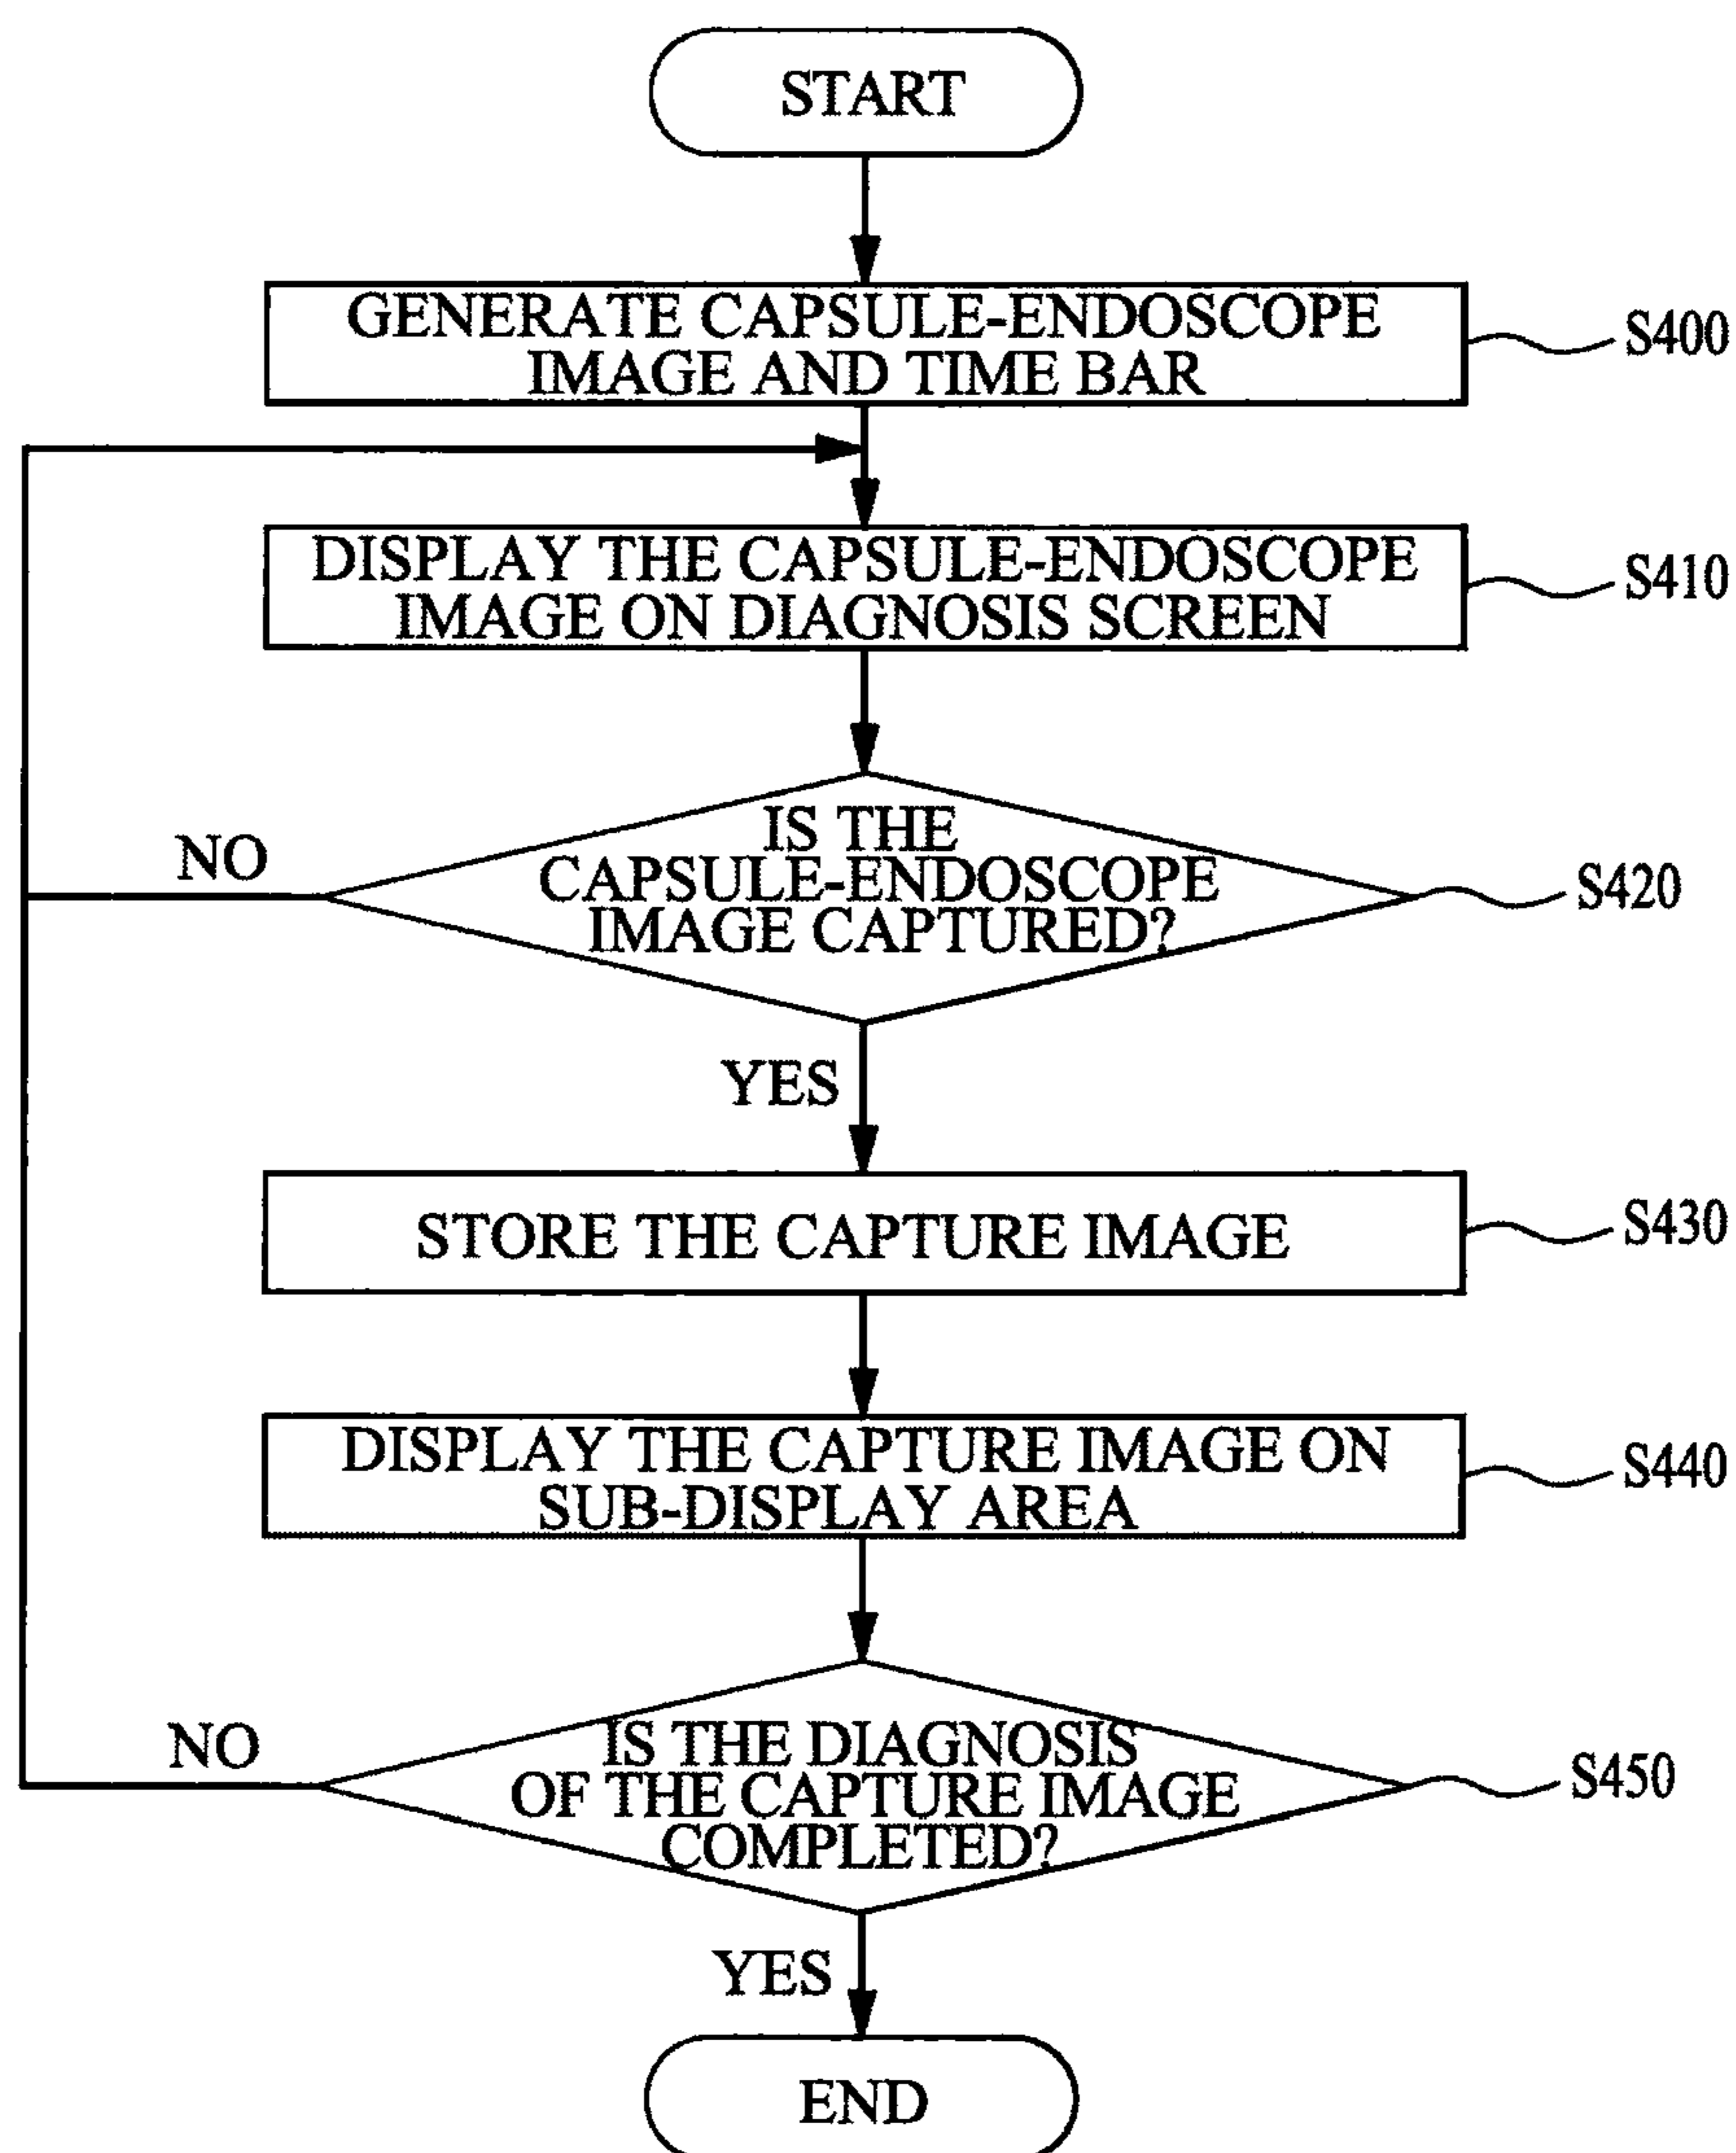 START
GENERATE CAPSULE-ENDOSCOPE
IMAGE AND TIME BAR
S400
DISPLAY THE CAPSULE-ENDOSCOPE
IMAGE ON DIAGNOSIS SCREEN
S410
IS THE
CAPSULE-ENDOSCOPE
IMAGE CAPTURED?
NO
S420
YES
STORE THE CAPTURE IMAGE
S430
DISPLAY THE CAPTURE IMAGE ON
SUB-DISPLAY AREA
S440
IS THE DIAGNOSIS
OF THE CAPTURE IMAGE
COMPLETED?
NO
S450
YES
END